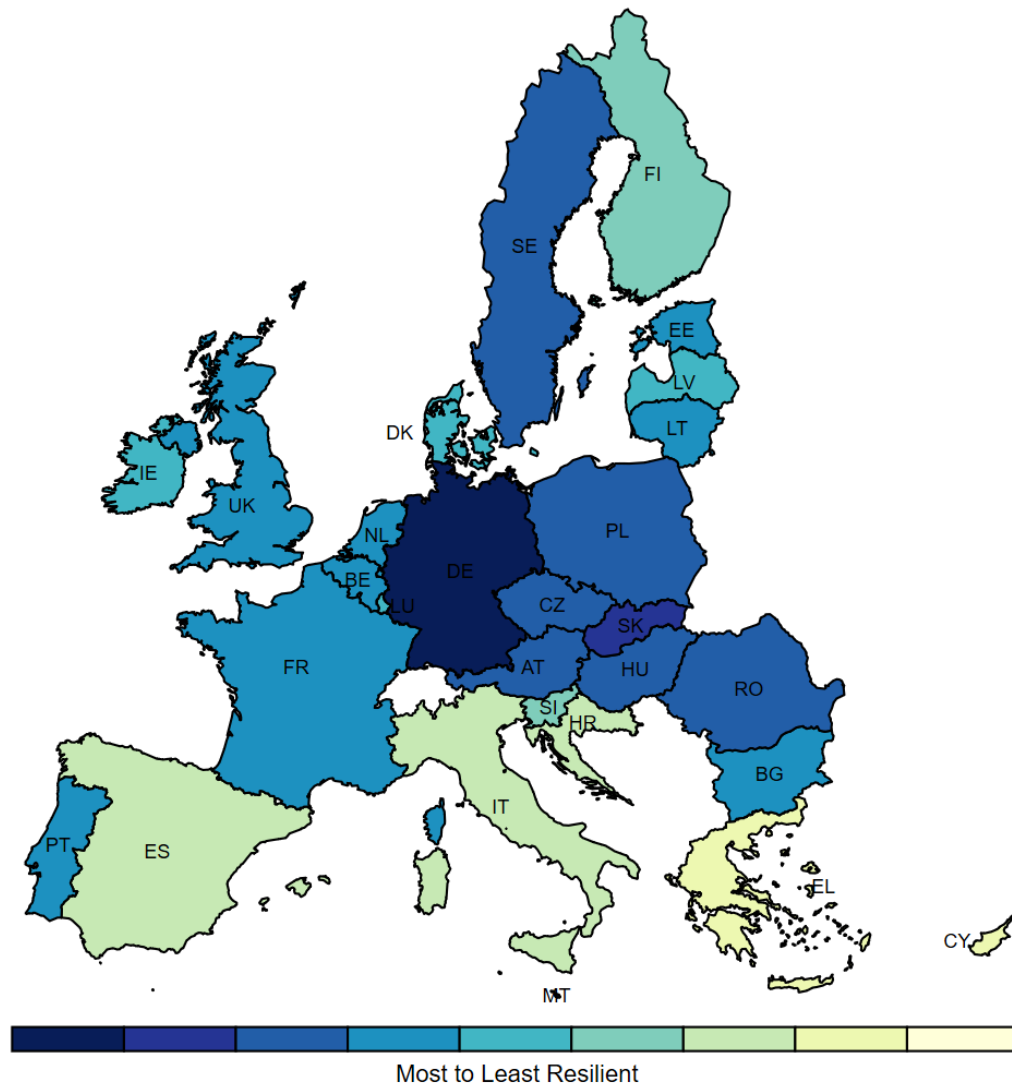 FI
SE
EE
LV
DK
LT
IE
UK
NL
PL
BE
DE
LU
CZ
SK
FR
AT
HU
RO
SI
HR
BG
IT
PT
ES
EL
CY
MT
Most to Least Resilient